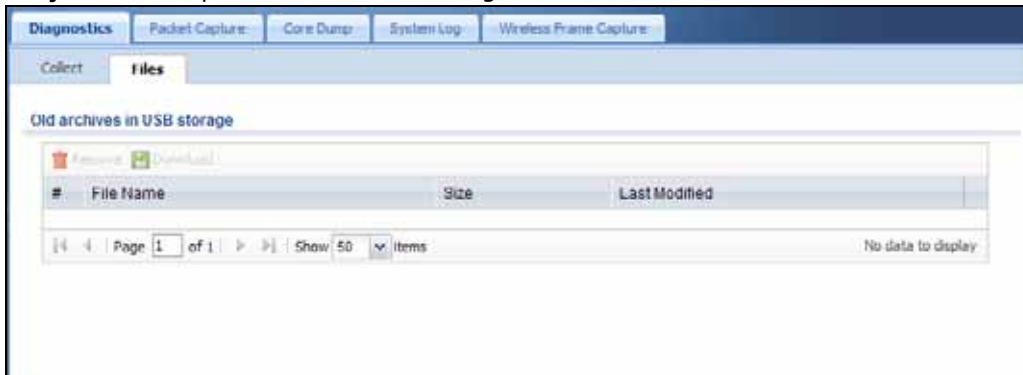 Diagnostics Packet Capture Core Dump System Log Wireless Frame Capture
Collect Files
Old archives in USB storage
Remove Download
# File Name Size Last Modified
Page 1 of 1 Show 50 items No data to display